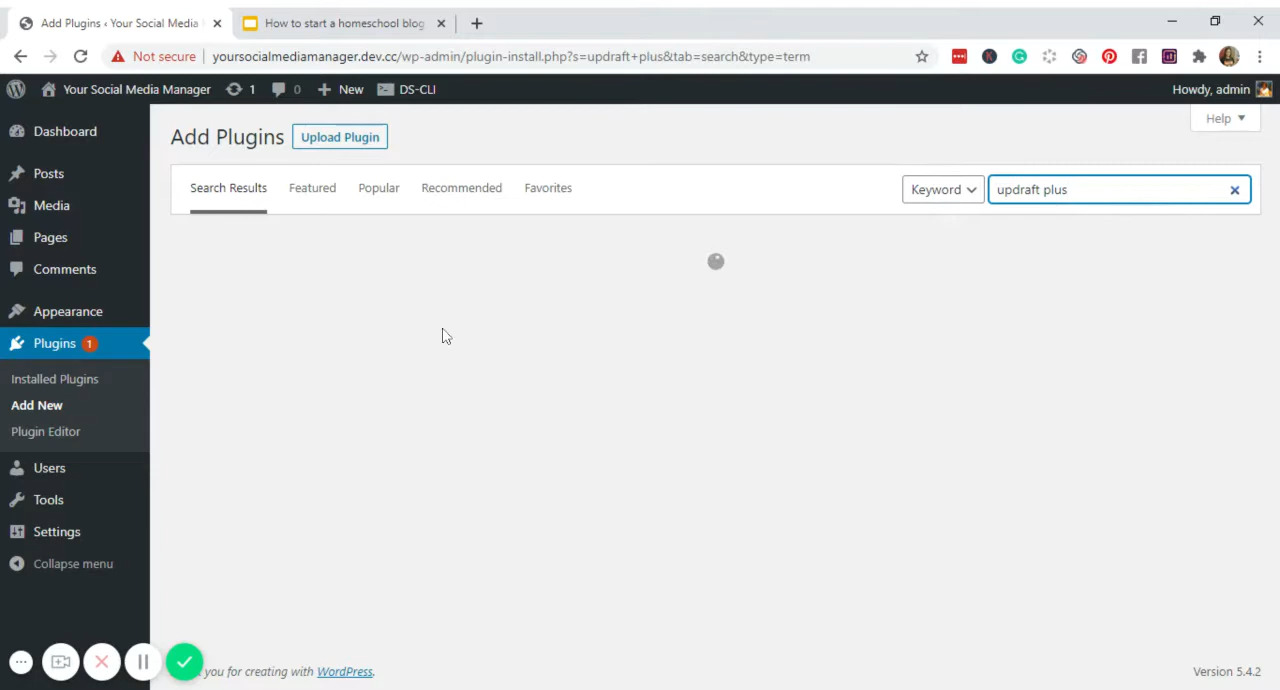 Add Plugins ‹ Your Social Media
How to start a homeschool blog
Not secure
yoursocialmediamanager.dev.cc/wp-admin/plugin-install.php?s=updraft+plus&tab=search&type=term
Your Social Media Manager 1 0 New DS-CLI Howdy, admin
Help
Dashboard
Posts
Media
Pages
Comments
Appearance
Plugins 1
Installed Plugins
Add New
Plugin Editor
Users
Tools
Settings
Collapse menu
Add Plugins Upload Plugin
Search Results Featured Popular Recommended Favorites Keyword updraft plus
you for creating with WordPress.
Version 5.4.2